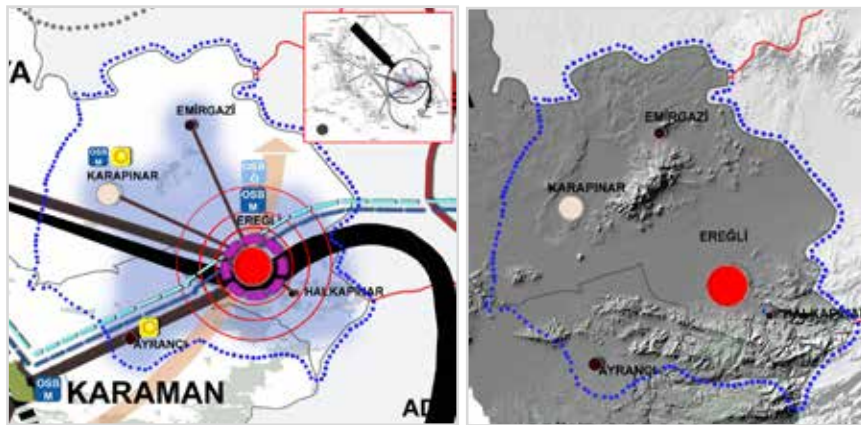 YA
EMİRGAZİ
OSB
M
KARAPINAR
OSB
OSB
M
EREĞLİ
HALKAPINAR
AYRANCI
OSB
M
KARAMAN
AD
EMİRGAZİ
KARAPINAR
EREĞLİ
HALKAPINAR
AYRANCI